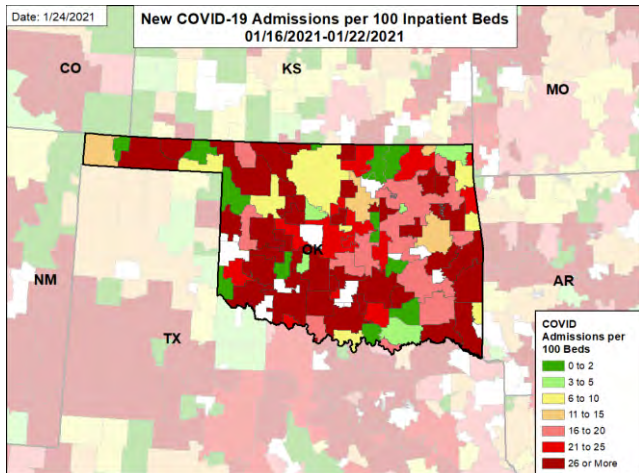 Date: 1/24/2021
New COVID-19 Admissions per 100 Inpatient Beds
01/16/2021-01/22/2021
CO
KS
MO
OK
NM
AR
TX
COVID
Admissions per
100 Beds
0 to 2
3 to 5
6 to 10
11 to 15
16 to 20
21 to 25
26 or More